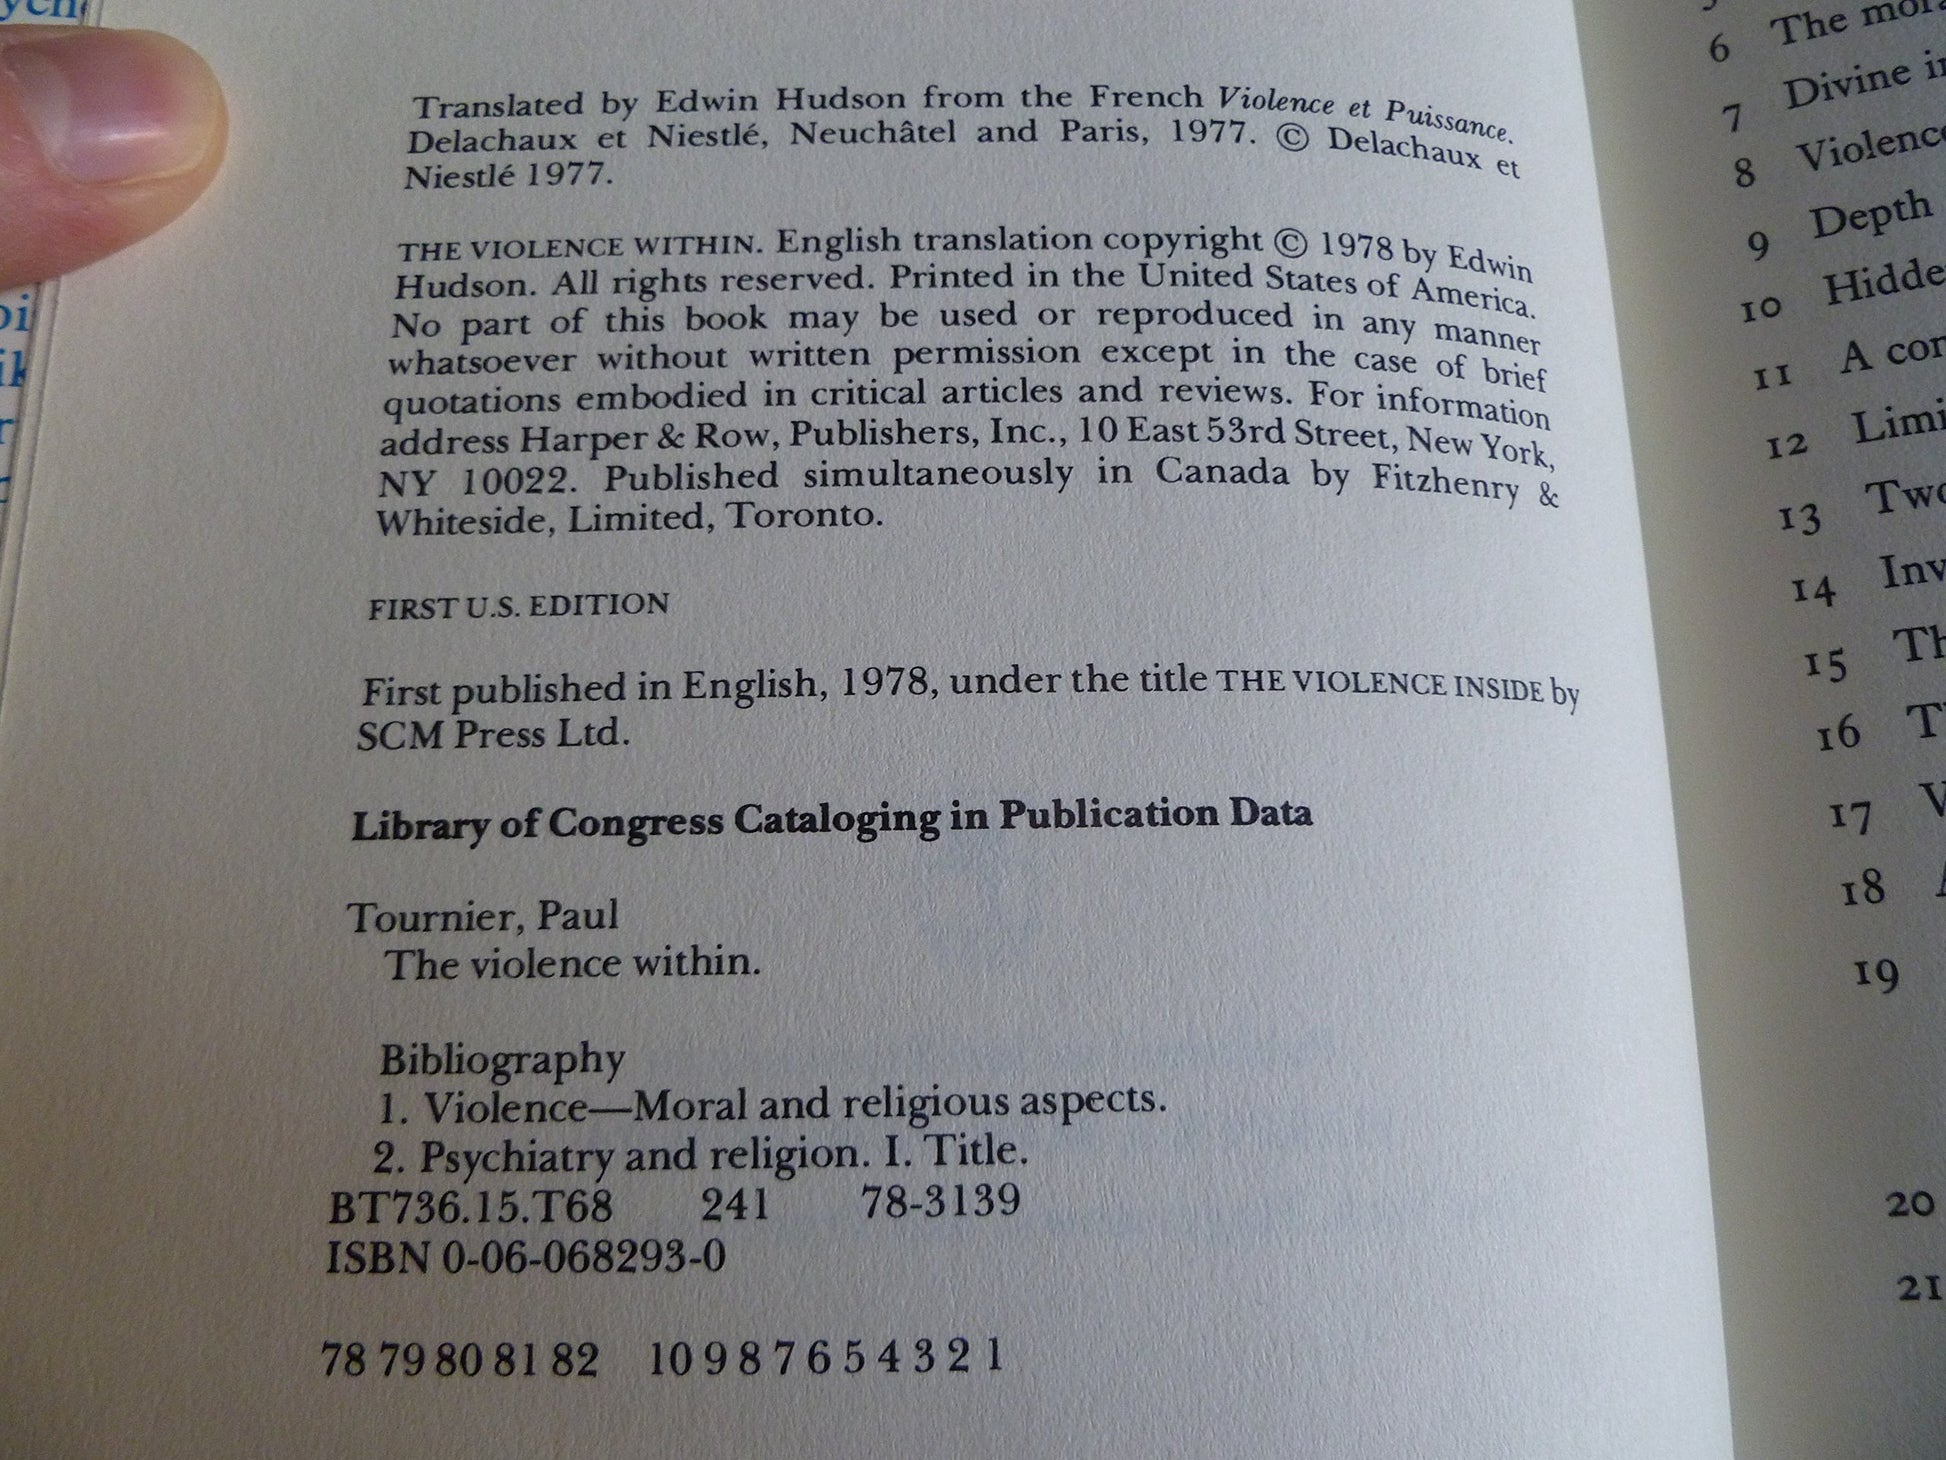 Translated by Edwin Hudson from the French Violence et Puissance.
Delachaux et Niestlé, Neuchâtel and Paris, 1977. © Delachaux et
Niestlé 1977.
THE VIOLENCE WITHIN. English translation copyright © 1978 by Edwin
Hudson. All rights reserved. Printed in the United States of America.
No part of this book may be used or reproduced in any manner
whatsoever without written permission except in the case of brief
quotations embodied in critical articles and reviews. For information
address Harper & Row, Publishers, Inc., 10 East 53rd Street, New York,
NY 10022. Published simultaneously in Canada by Fitzhenry &
Whiteside, Limited, Toronto.
FIRST U.S. EDITION
First published in English, 1978, under the title THE VIOLENCE INSIDE by
SCM Press Ltd.
Library of Congress Cataloging in Publication Data
Tournier, Paul
The violence within.
Bibliography
1. Violence—Moral and religious aspects.
2. Psychiatry and religion. I. Title.
BT736.15.T68 241 78-3139
ISBN 0-06-068293-0
78 79 80 81 82 10 9 8 7 6 5 4 3 2 1
6 The
7 Divine
8
9 Depth
10
11 A
12
13
14
15
16
17
18
19
20
21